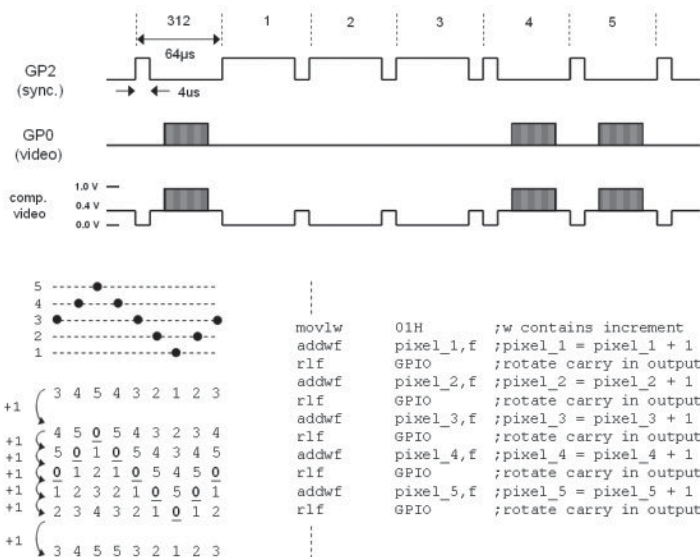 312 1 2 3 4 5
64µs
GP2
(sync.)
4us
GP0
(video)
comp.
video
1.0 V
0.4 V
0.0 V
5
4
3
2
1
movlw 01H ;w contains increment
addwf pixel_1,f ;pixel_1 = pixel_1 + 1
rlf GPIO ;rotate carry in output
addwf pixel_2,f ;pixel_2 = pixel_2 + 1
rlf GPIO ;rotate carry in output
addwf pixel_3,f ;pixel_3 = pixel_3 + 1
rlf GPIO ;rotate carry in output
addwf pixel_4,f ;pixel_4 = pixel_4 + 1
rlf GPIO ;rotate carry in output
addwf pixel_5,f ;pixel_5 = pixel_5 + 1
rlf GPIO ;rotate carry in output
3 4 5 4 3 2 1 2 3
+1
4 5 0 5 4 3 2 3 4
+1
5 0 1 0 5 4 3 4 5
+1
0 1 2 1 0 5 4 5 0
+1
1 2 3 2 1 0 5 0 1
+1
2 3 4 3 2 1 0 1 2
+1
3 4 5 5 3 2 1 2 3